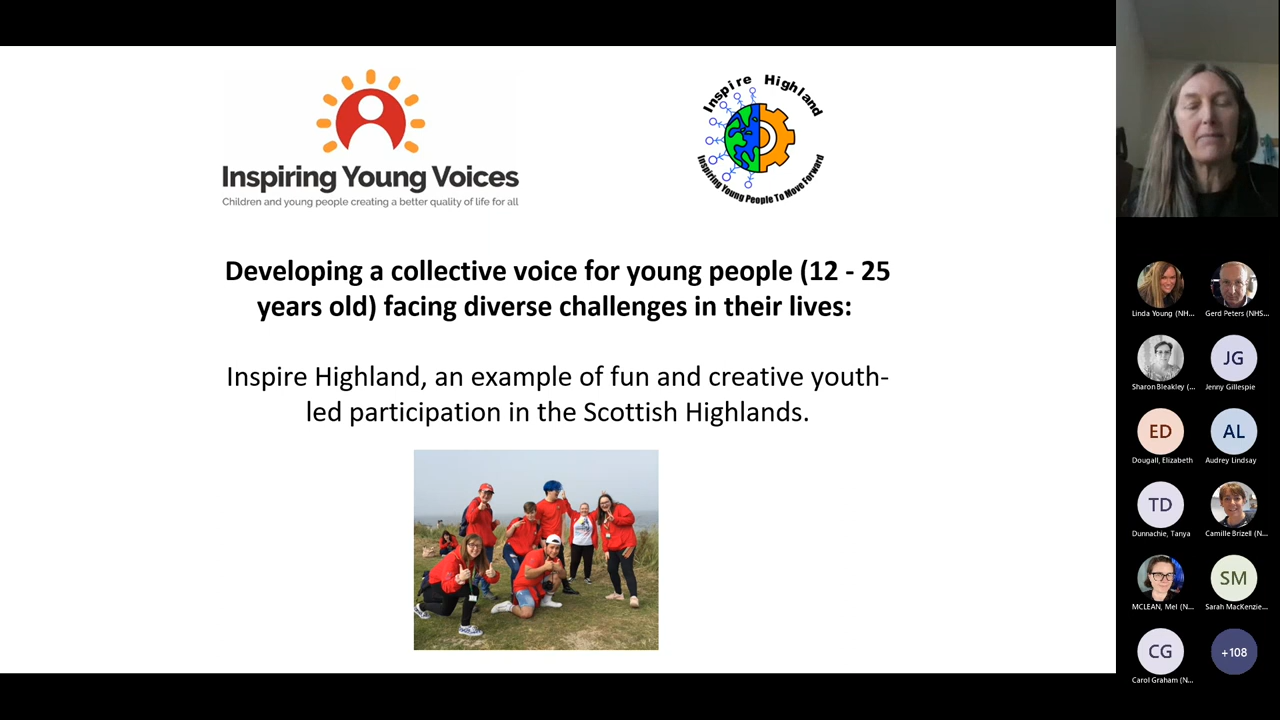 Inspiring Young Voices
Children and young people creating a better quality of life for all
Inspire Highland
Inspiring Young People To Move Forward
Developing a collective voice for young people (12 - 25
years old) facing diverse challenges in their lives:
Inspire Highland, an example of fun and creative youth-
led participation in the Scottish Highlands.
Linda Young (NH...
Gerd Peters (NHS...
Sharon Bleakley (...
JG
Jenny Gillespie
ED
Dougall, Elizabeth
AL
Audrey Lindsay
TD
Dunnachie, Tanya
Camille Brizell (N...
MCLEAN, Mel (N...
SM
Sarah MacKenzie...
CG
Carol Graham (N...
+108